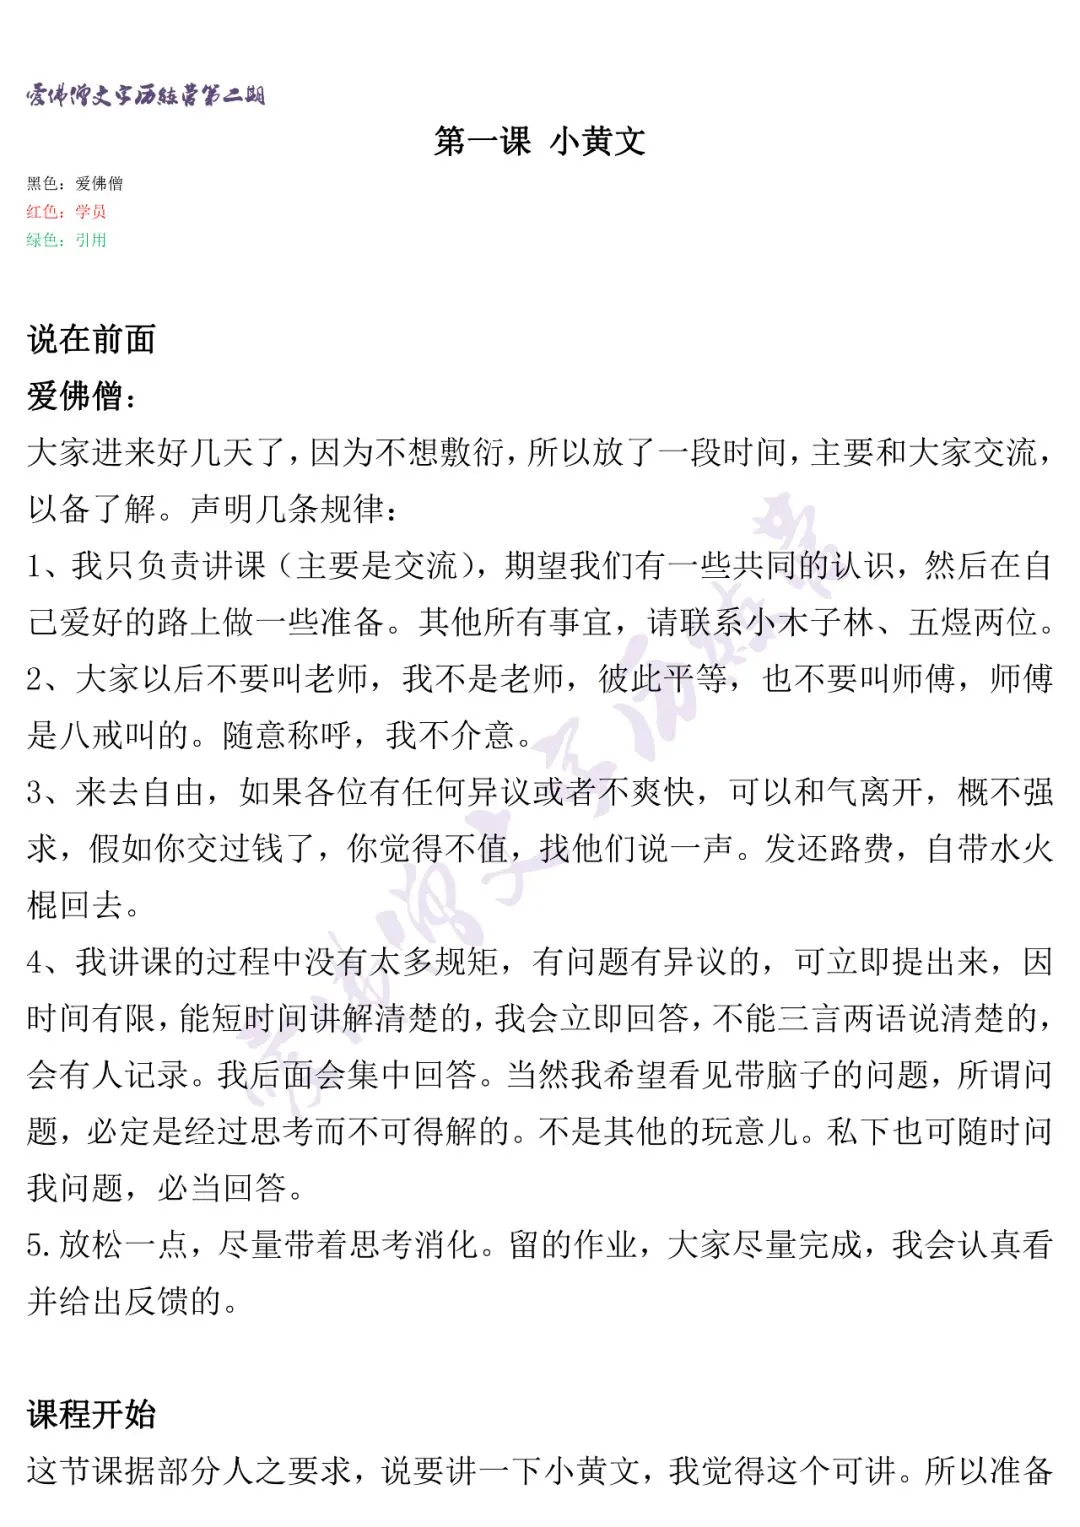 爱佛僧文字历练营第二期
第一课 小黄文
黑色：爱佛僧
红色：学员
绿色：引用
说在前面
爱佛僧：
大家进来好几天了，因为不想敷衍，所以放了一段时间，主要和大家交流，
以备了解。声明几条规律：
1、我只负责讲课（主要是交流），期望我们有一些共同的认识，然后在自
己爱好的路上做一些准备。其他所有事宜，请联系小木子林、五煜两位。
2、大家以后不要叫老师，我不是老师，彼此平等，也不要叫师傅，师傅
是八戒叫的。随意称呼，我不介意。
3、来去自由，如果各位有任何异议或者不爽快，可以和气离开，概不强
求，假如你交过钱了，你觉得不值，找他们说一声。发还路费，自带水火
棍回去。
4、我讲课的过程中没有太多规矩，有问题有异议的，可立即提出来，因
时间有限，能短时间讲解清楚的，我会立即回答，不能三言两语说清楚的，
会有人记录。我后面会集中回答。当然我希望看见带脑子的问题，所谓问
题，必定是经过思考而不可得解的。不是其他的玩意儿。私下也可随时问
我问题，必当回答。
5.放松一点，尽量带着思考消化。留的作业，大家尽量完成，我会认真看
并给出反馈的。
课程开始
这节课据部分人之要求，说要讲一下小黄文，我觉得这个可讲。所以准备
爱佛僧文字历练营